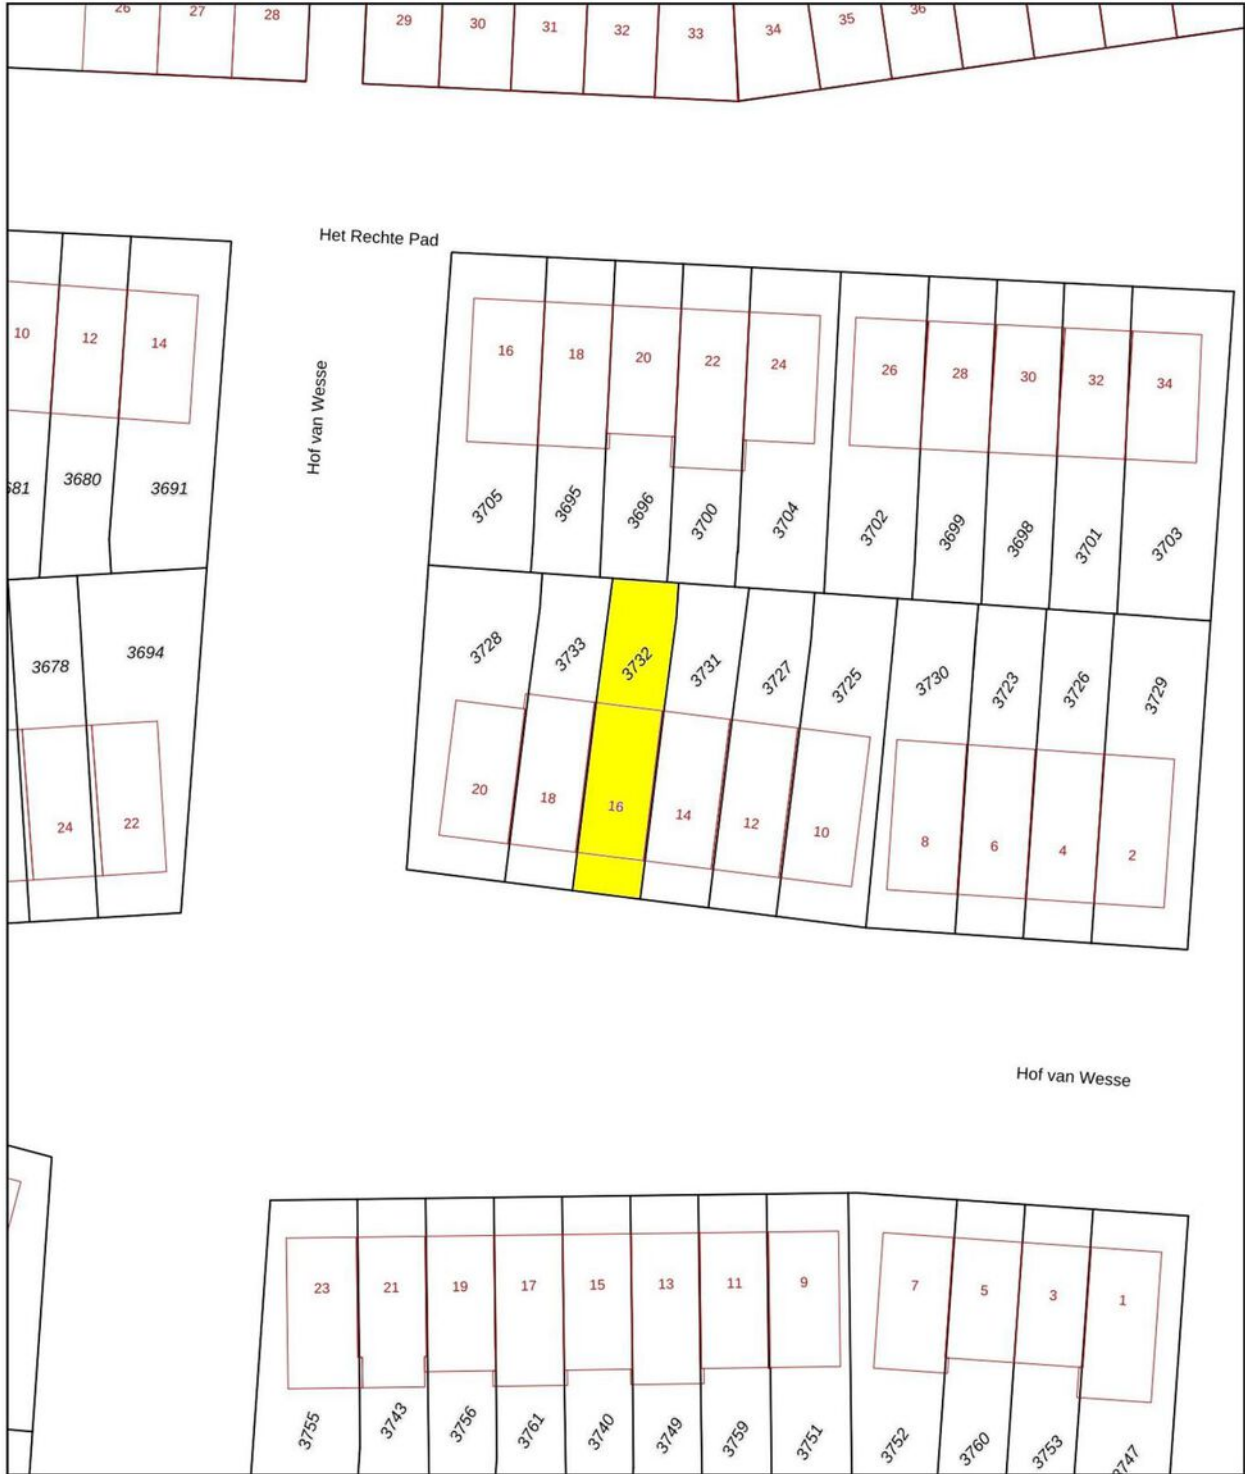 26 27 28 29 30 31 32 33 34 35 36
Het Rechte Pad
Hof van Wesse
10 12 14
681 3680 3691
16 18 20 22 24 26 28 30 32 34
3705 3695 3696 3700 3704 3702 3699 3698 3701 3703
3678 3694
24 22
3728 3733 3732 3731 3727 3725 3730 3723 3726 3729
20 18 16 14 12 10 8 6 4 2
Hof van Wesse
23 21 19 17 15 13 11 9 7 5 3 1
3755 3743 3756 3761 3740 3749 3759 3751 3752 3760 3753 3747